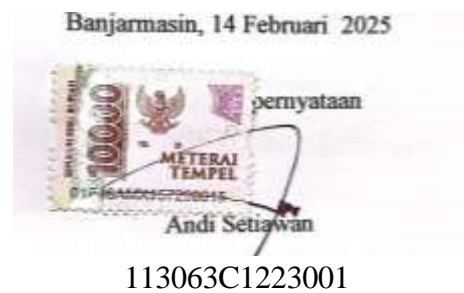 Banjarmasin, 14 Februari 2025
pernyataan
10000
METERAI
TEMPEL
Andi Setiawan
113063C1223001